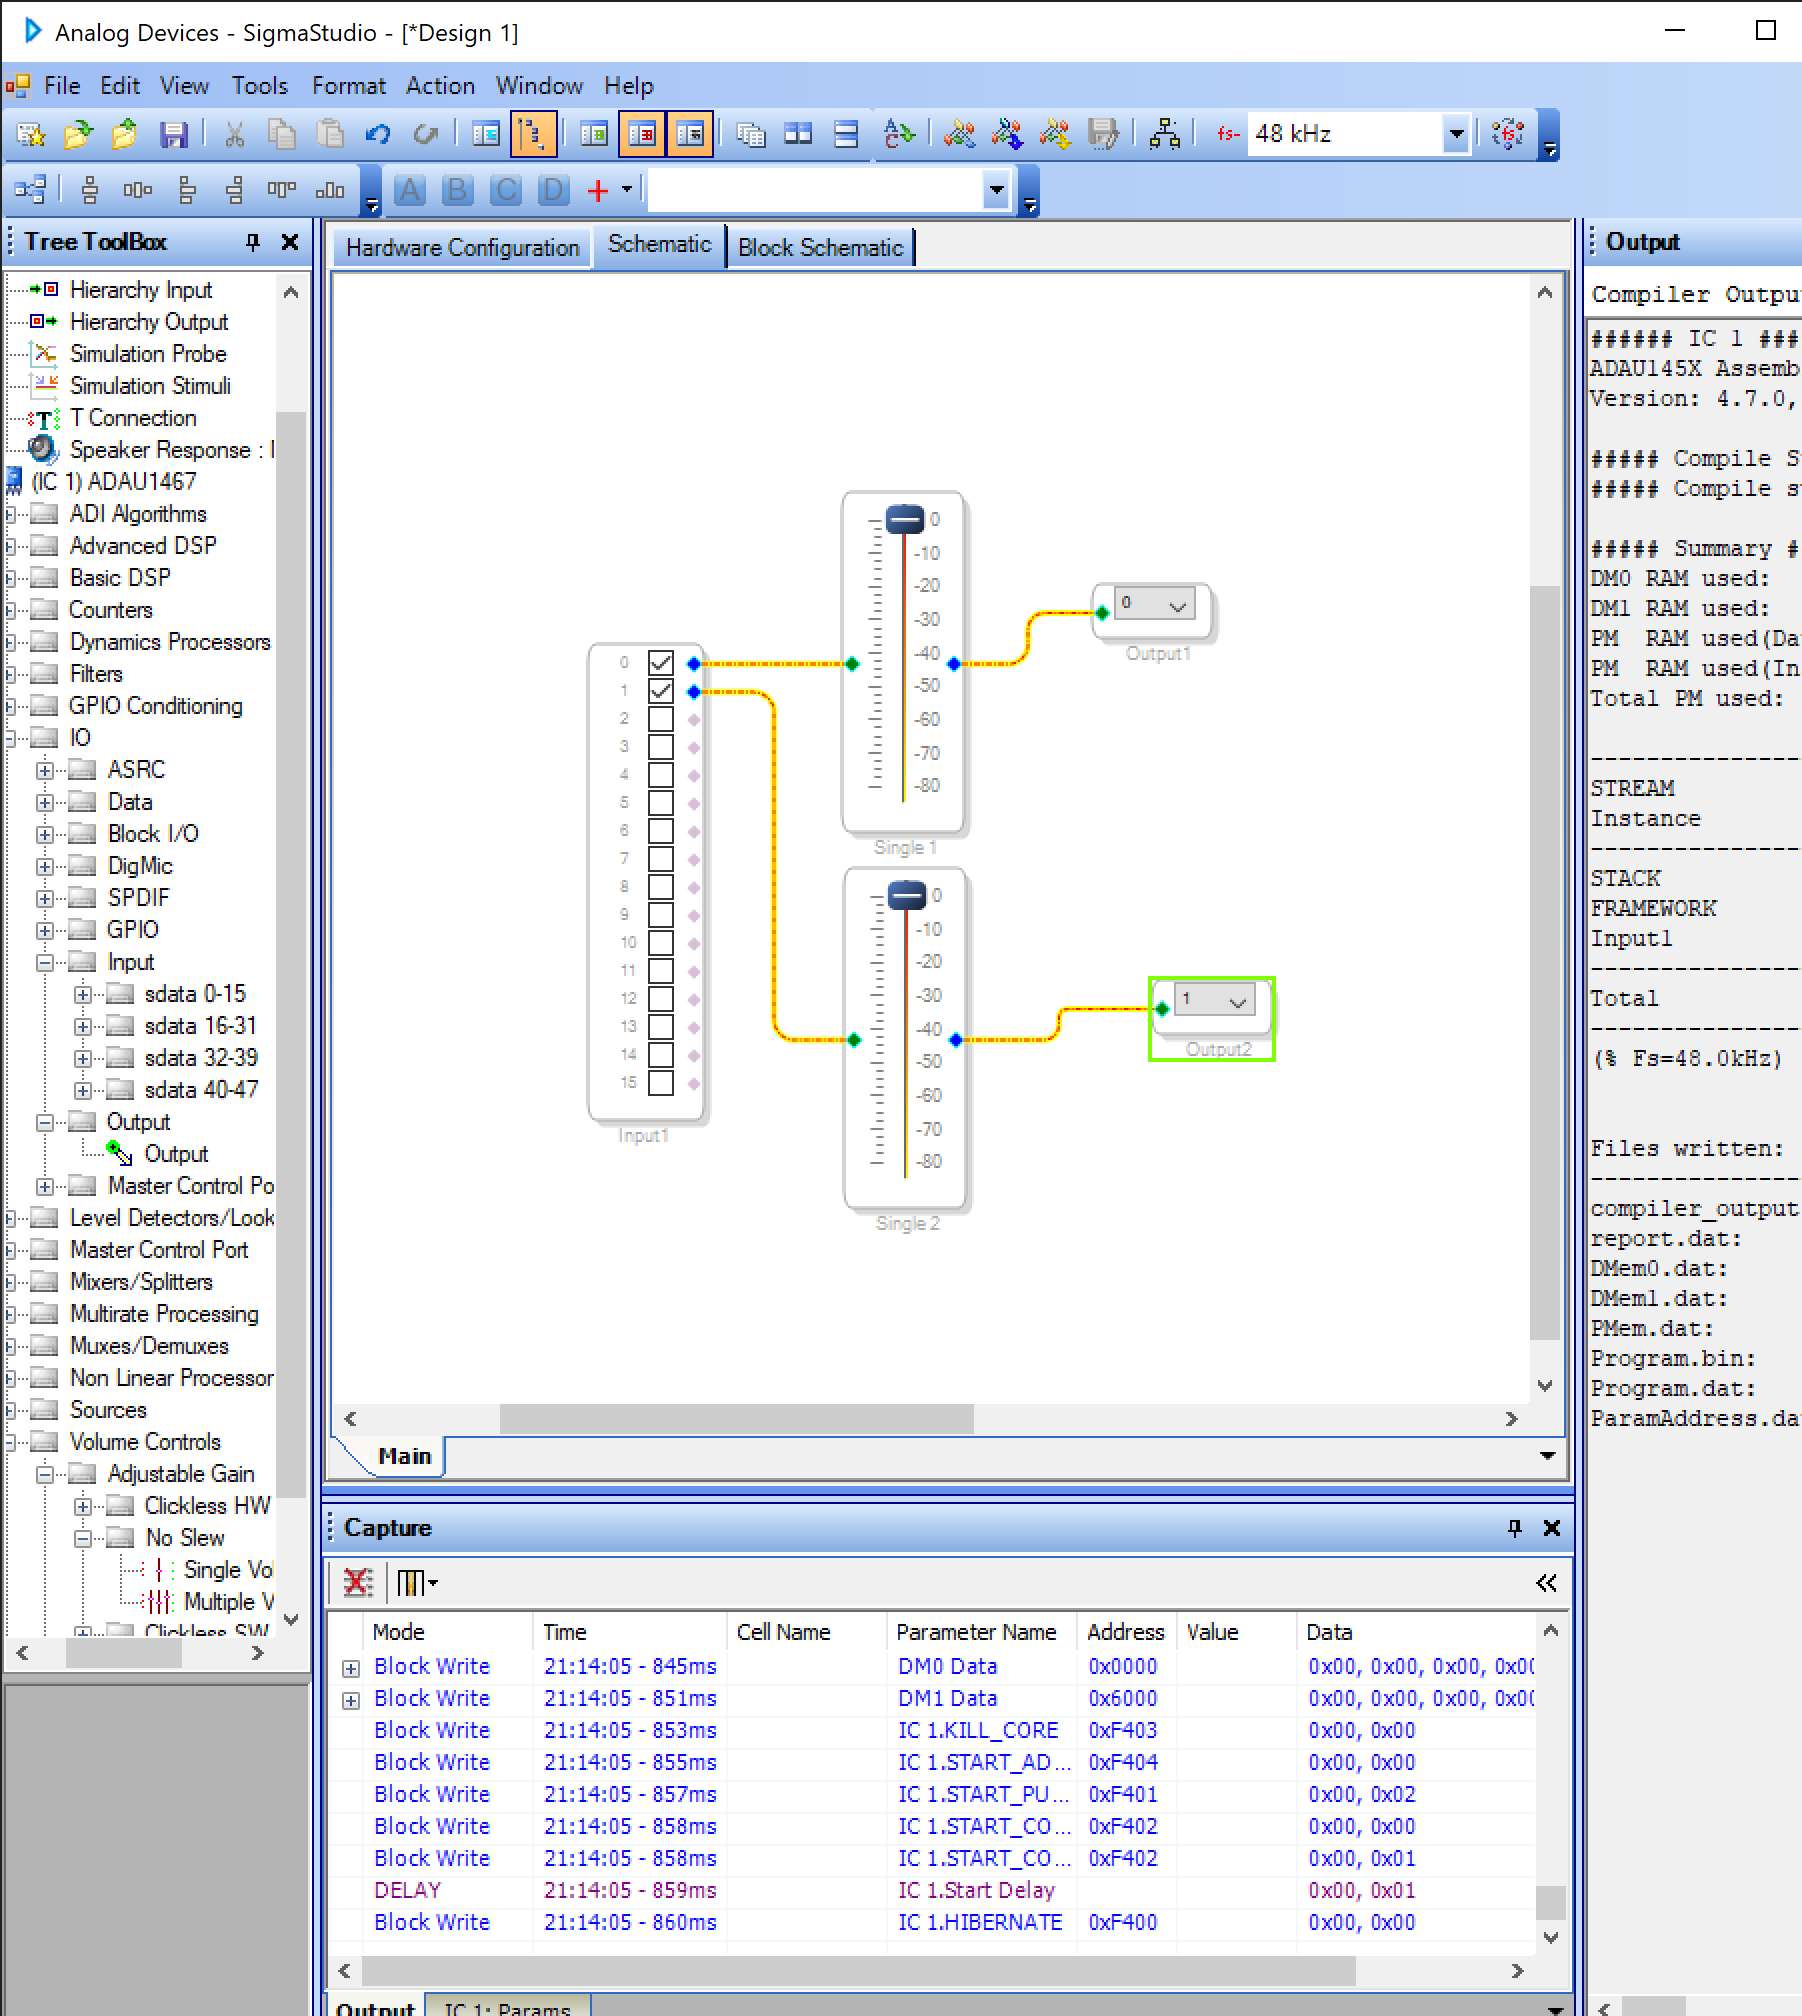 Analog Devices - SigmaStudio - [*Design 1]
File Edit View Tools Format Action Window Help
fs- 48 kHz fs
A B C D
Tree ToolBox
Hierarchy Input
Hierarchy Output
Simulation Probe
Simulation Stimuli
T Connection
Speaker Response :
(IC 1) ADAU1467
ADI Algorithms
Advanced DSP
Basic DSP
Counters
Dynamics Processors
Filters
GPIO Conditioning
IO
ASRC
Data
Block I/O
DigMic
SPDIF
GPIO
Input
sdata 0-15
sdata 16-31
sdata 32-39
sdata 40-47
Output
Output
Master Control Po
Level Detectors/Look
Master Control Port
Mixers/Splitters
Multirate Processing
Muxes/Demuxes
Non Linear Processor
Sources
Volume Controls
Adjustable Gain
Clickless HW
No Slew
Single Vo
Multiple V
Clickless SW
Hardware Configuration Schematic Block Schematic
0
1
2
3
4
5
6
7
8
9
10
11
12
13
14
15
Input1
0
-10
-20
-30
-40
-50
-60
-70
-80
Single 1
0
-10
-20
-30
-40
-50
-60
-70
-80
Single 2
0
Output1
1
Output2
Main
Capture
Mode Time Cell Name Parameter Name Address Value Data
Block Write 21:14:05 - 845ms DM0 Data 0x0000 0x00, 0x00, 0x00, 0x00
Block Write 21:14:05 - 851ms DM1 Data 0x6000 0x00, 0x00, 0x00, 0x00
Block Write 21:14:05 - 853ms IC 1.KILL_CORE 0xF403 0x00, 0x00
Block Write 21:14:05 - 855ms IC 1.START_AD... 0xF404 0x00, 0x00
Block Write 21:14:05 - 857ms IC 1.START_PU... 0xF401 0x00, 0x02
Block Write 21:14:05 - 858ms IC 1.START_CO... 0xF402 0x00, 0x00
Block Write 21:14:05 - 858ms IC 1.START_CO... 0xF402 0x00, 0x01
DELAY 21:14:05 - 859ms IC 1.Start Delay 0x00, 0x01
Block Write 21:14:05 - 860ms IC 1.HIBERNATE 0xF400 0x00, 0x00
Output IC 1: Params
Output
Compiler Outpu
###### IC 1 ###
ADAU145X Assemb
Version: 4.7.0,
##### Compile S
##### Compile s
##### Summary #
DM0 RAM used:
DM1 RAM used:
PM RAM used(Da
PM RAM used(In
Total PM used:
STREAM
Instance
STACK
FRAMEWORK
Input1
Total
(% Fs=48.0kHz)
Files written:
compiler_output
report.dat:
DMem0.dat:
DMem1.dat:
PMem.dat:
Program.bin:
Program.dat:
ParamAddress.da